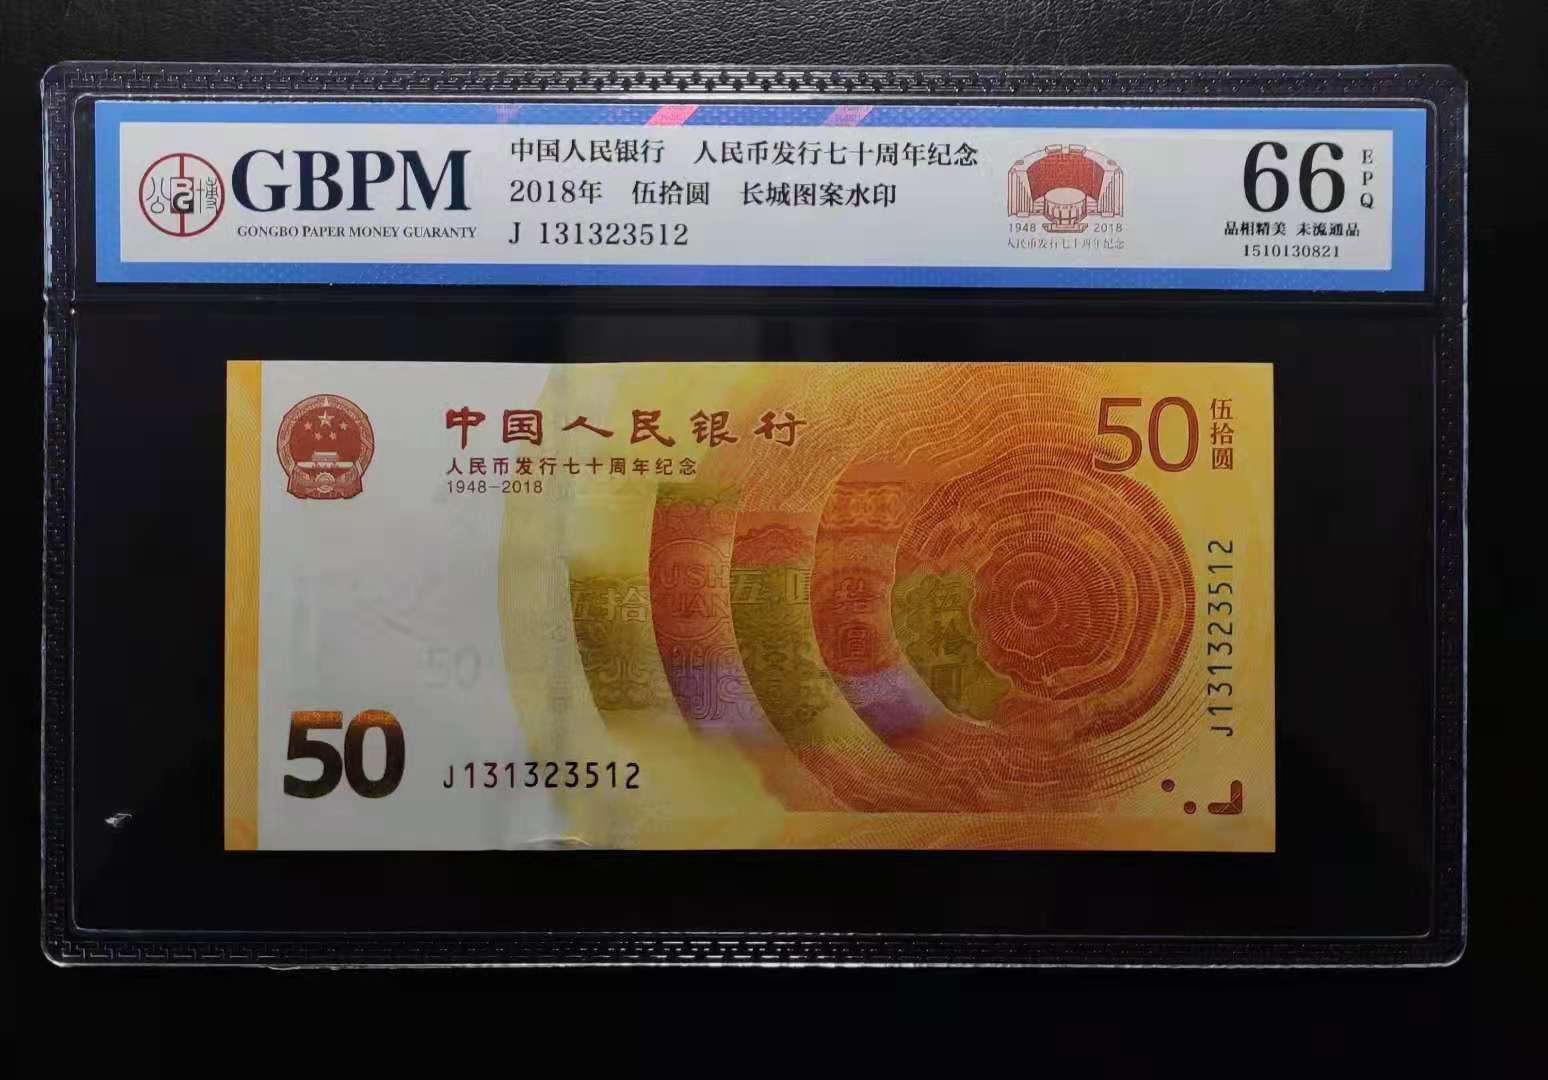 GBPM
GONGBO PAPER MONEY GUARANTY
中国人民银行 人民币发行七十周年纪念
2018年 伍拾圆 长城图案水印
J 131323512
1948 2018
人民币发行七十周年纪念
66
EPQ
品相精美 未流通品
1510130821
中国人民银行
人民币发行七十周年纪念
1948-2018
50
伍拾圆
50
J131323512
50
J131323512